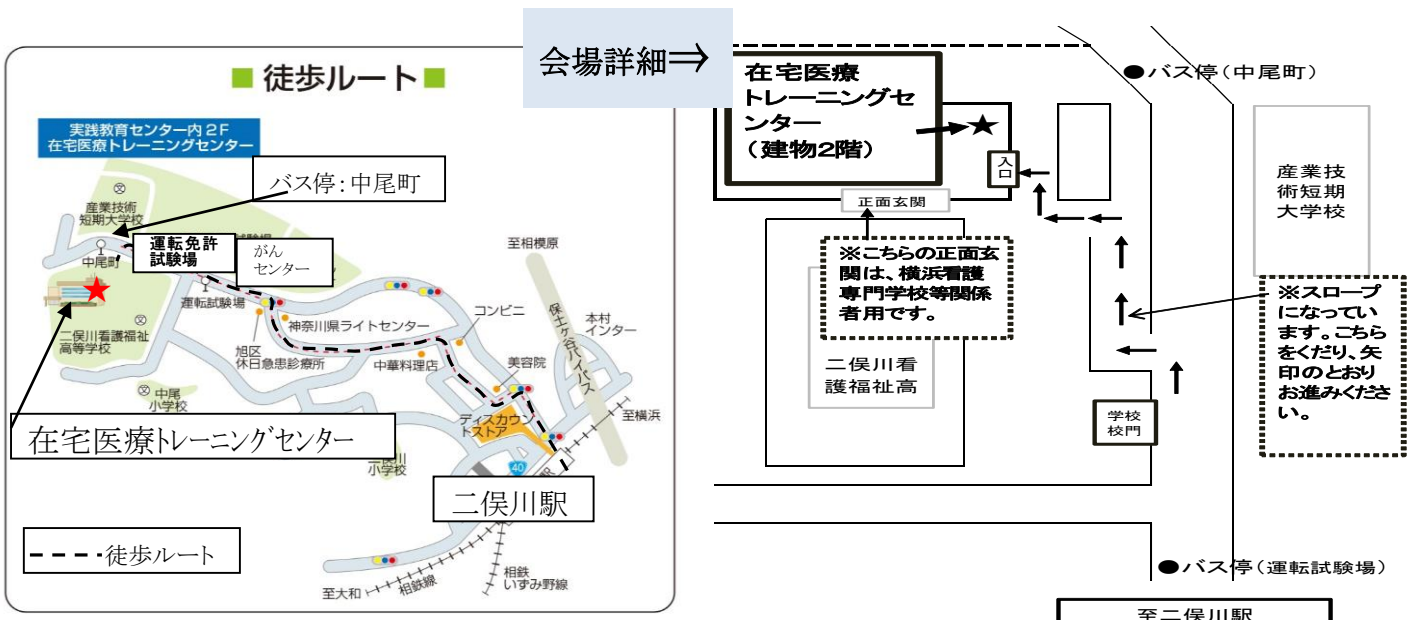 会場詳細⇒
■ 徒歩ルート ■
実践教育センター内2F
在宅医療トレーニングセンター
バス停：中尾町
産業技術
短期大学校
中尾町
運転免許
試験場
がん
センター
至相模原
運転試験場
神奈川県ライトセンター
コンビニ
保土ヶ谷バイパス
本村
インター
二俣川看護福祉
高等学校
旭区
休日急患診療所
中華料理店
美容院
中尾
小学校
ディスカウン
トストア
至横浜
在宅医療トレーニングセンター
小学校
40
二俣川駅
徒歩ルート
至大和
相鉄線
相鉄
いずみ野線
在宅医療
トレーニングセ
ンター
（建物2階）
★
入口
正面玄関
●バス停（中尾町）
産業技
術短期
大学校
※こちらの正面玄
関は、横浜看護
専門学校等関係
者用です。
二俣川看
護福祉高
※スロープ
になってい
ます。こちら
をくだり、矢
印のとおり
お進みくださ
い。
学校
校門
●バス停（運転試験場）
至二俣川駅